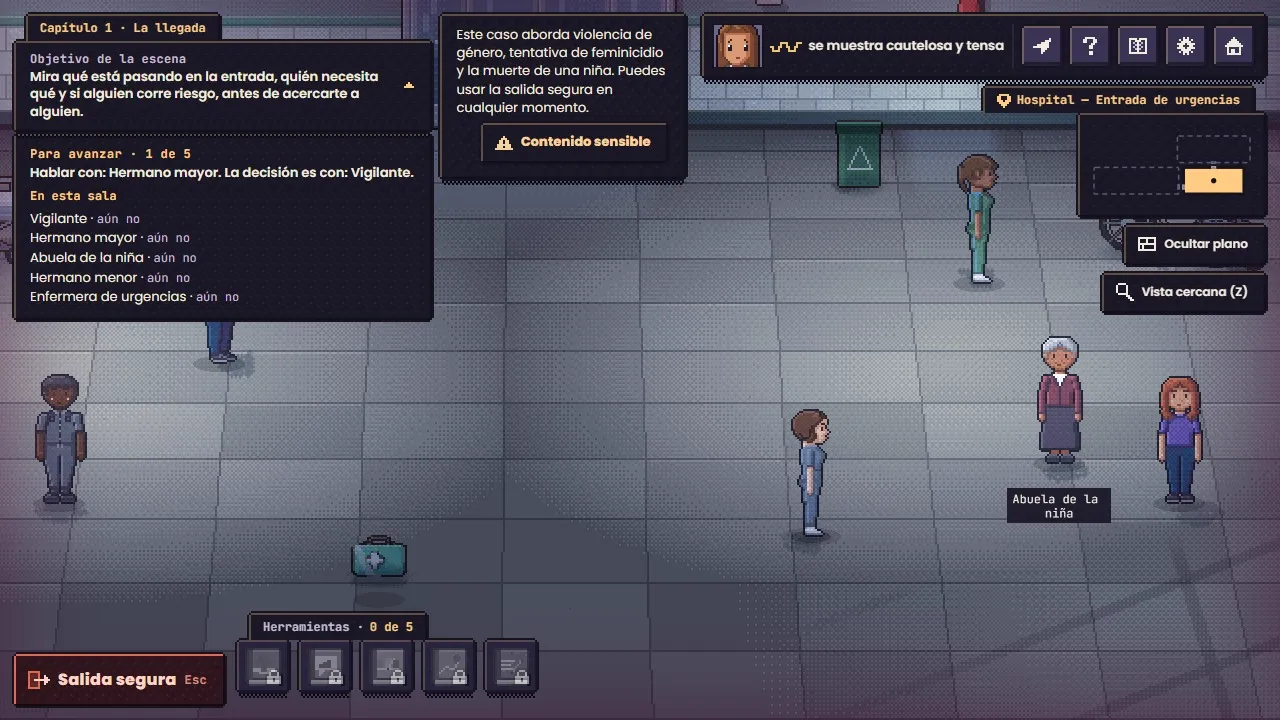 Capítulo 1 · La llegada
Objetivo de la escena
Mira qué está pasando en la entrada, quién necesita
qué y si alguien corre riesgo, antes de acercarte a
alguien.
Para avanzar · 1 de 5
Hablar con: Hermano mayor. La decisión es con: Vigilante.
En esta sala
Vigilante · aún no
Hermano mayor · aún no
Abuela de la niña · aún no
Hermano menor · aún no
Enfermera de urgencias · aún no
Este caso aborda violencia de
género, tentativa de feminicidio
y la muerte de una niña. Puedes
usar la salida segura en
cualquier momento.
Contenido sensible
se muestra cautelosa y tensa
?
Hospital — Entrada de urgencias
Ocultar plano
Vista cercana (Z)
Abuela de la
niña
Herramientas · 0 de 5
Salida segura Esc